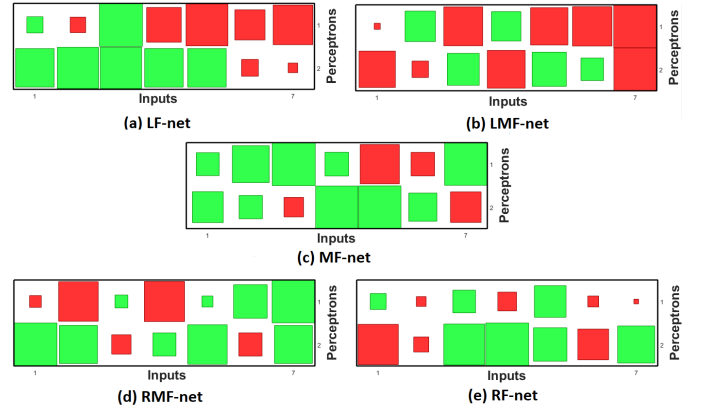 1
2
Perceptrons
1
Inputs
7
(a) LF-net
1
2
Perceptrons
1
Inputs
7
(b) LMF-net
1
2
Perceptrons
1
Inputs
7
(c) MF-net
1
2
Perceptrons
1
Inputs
7
(d) RMF-net
1
2
Perceptrons
1
Inputs
7
(e) RF-net